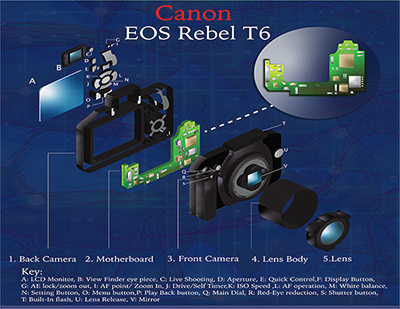 Canon
EOS Rebel T6
A
B
C
D
E
F
G
I
J
K
L
M
N
O
P
Q
R
S
T
U
V
1. Back Camera 2. Motherboard 3. Front Camera 4. Lens Body 5.Lens
Key:
A: LCD Monitor, B: View Finder eye piece, C: Live Shooting, D: Aperture, E: Quick Control,F: Display Button,
G: AE lock/zoom out, I: AF point/ Zoom In, J: Drive/Self Timer,K: ISO Speed ,L: AF operation, M: White balance,
N: Setting Button, O: Menu button,P: Play Back button, Q: Main Dial, R: Red-Eye reduction, S: Shutter button,
T: Built-In flash, U: Lens Release, V: Mirror